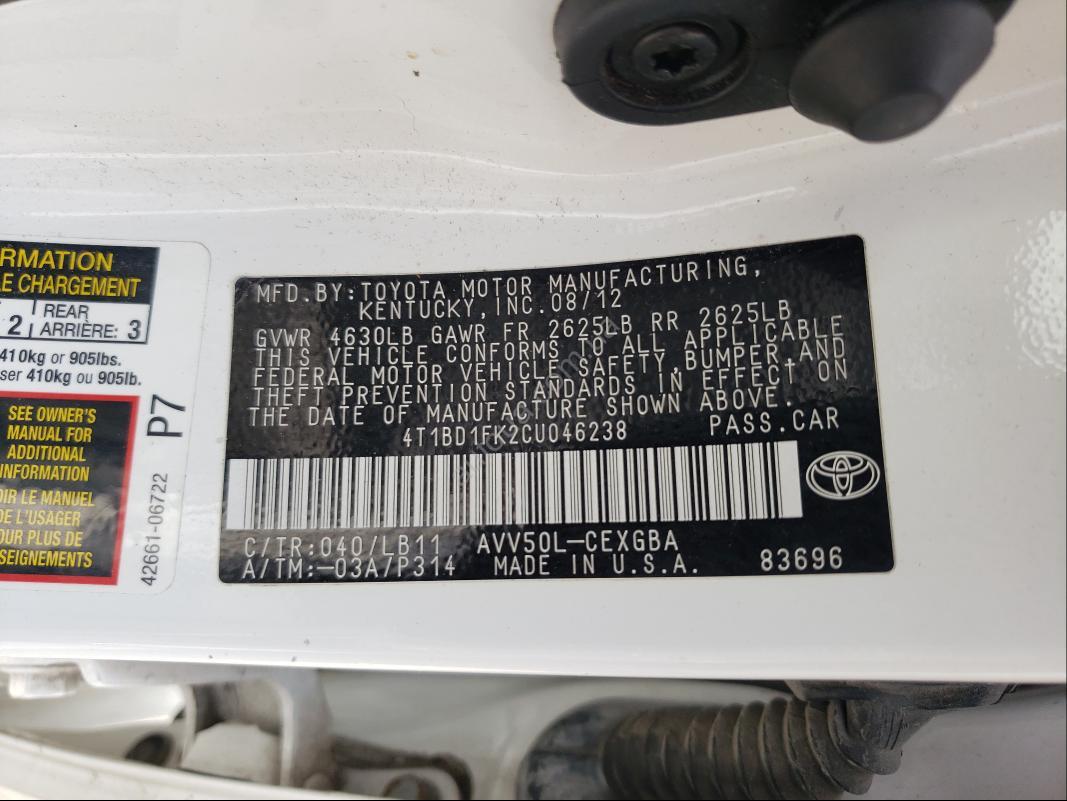 RMATION
LE CHARGEMENT
2 REAR
ARRIÈRE: 3
410kg or 905lbs.
ser 410kg ou 905lb.
SEE OWNER'S
MANUAL FOR
ADDITIONAL
INFORMATION
OIR LE MANUEL
DE L'USAGER
OUR PLUS DE
SEIGNEMENTS
42661-06722 P7
MFD.BY:TOYOTA MOTOR MANUFACTURING,
KENTUCKY, INC.08/12
GVWR 4630LB GAWR FR 2625LB RR 2625LB
THIS VEHICLE CONFORMS TO ALL APPLICABLE
FEDERAL MOTOR VEHICLE SAFETY,BUMPER,AND
THEFT PREVENTION STANDARDS IN EFFECT ON
THE DATE OF MANUFACTURE SHOWN ABOVE.
4T1BD1FK2CU046238 PASS.CAR
C/TR:040/LB11 AVV50L-CEXGBA
A/TM:-03A/P314 MADE IN U.S.A. 83696